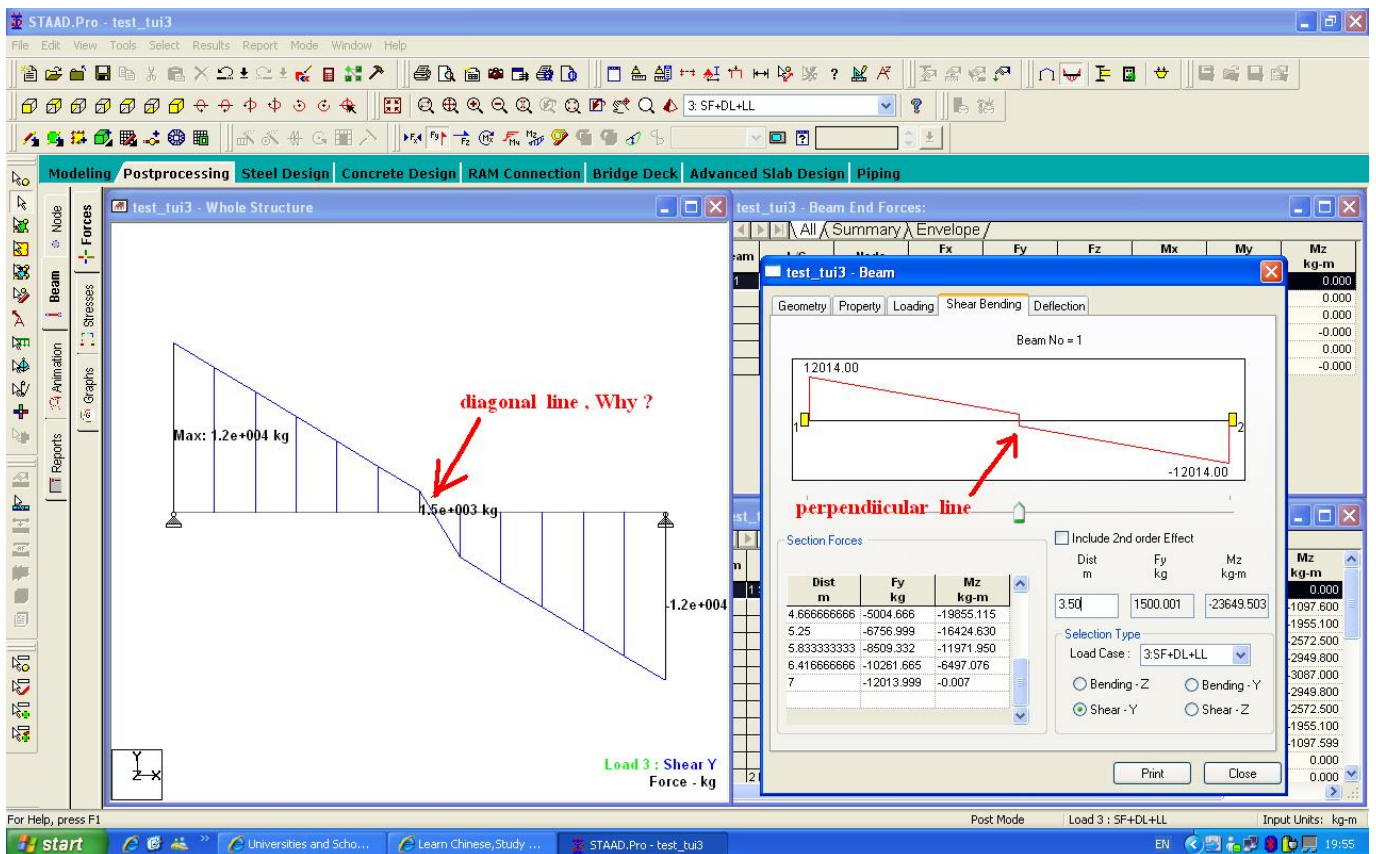 STAAD.Pro - test_tui3
File Edit View Tools Select Results Report Mode Window Help
3: SF+DL+LL
Modeling Postprocessing Steel Design Concrete Design RAM Connection Bridge Deck Advanced Slab Design Piping
Node
Beam
Animation
Reports
Forces
Stresses
Graphs
test_tui3 - Whole Structure
diagonal line , Why ?
Max: 1.2e+004 kg
1.5e+003 kg
-1.2e+004
Y
Z X
Load 3 : Shear Y
Force - kg
test_tui3 - Beam End Forces:
All Summary Envelope
Fx Fy Fz Mx My Mz
kg-m
1 0.000
0.000
0.000
-0.000
0.000
-0.000
test_tui3 - Beam
Geometry Property Loading Shear Bending Deflection
Beam No = 1
12014.00
1 2
-12014.00
perpendiicular line
Section Forces
Dist Fy Mz
m kg kg-m
4.666666666 -5004.666 -19855.115
5.25 -6756.999 -16424.630
5.833333333 -8509.332 -11971.950
6.416666666 -10261.665 -6497.076
7 -12013.999 -0.007
Include 2nd order Effect
Dist Fy Mz
m kg kg-m
3.50 1500.001 -23649.503
Selection Type
Load Case : 3:SF+DL+LL
Bending - Z Bending - Y
Shear - Y Shear - Z
Print Close
Mz
kg-m
0.000
-1097.600
-1955.100
-2572.500
-2949.800
-3087.000
-2949.800
-2572.500
-1955.100
-1097.599
0.000
0.000
For Help, press F1
Post Mode Load 3 : SF+DL+LL Input Units: kg-m
start Universities and Scho... Learn Chinese,Study ... STAAD.Pro - test_tui3 EN 19:55